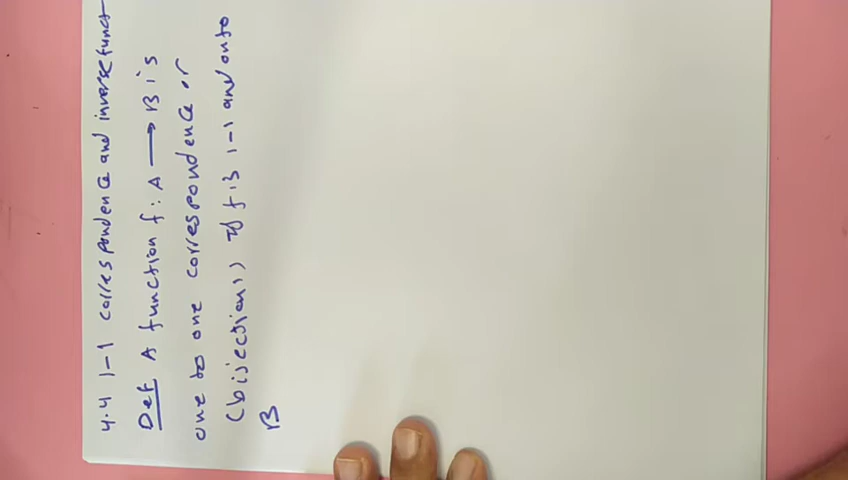 4.4 1-1 correspondence and inverse funct
Def A function f: A → B is
one to one correspondence or
(bijections) if f is 1-1 and onto
B